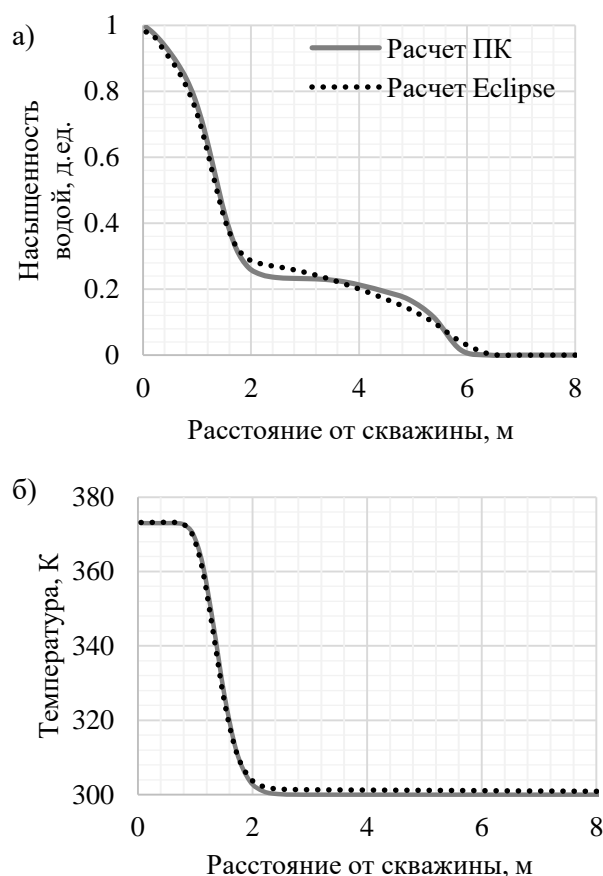 а)
Насыщенность
водой, д.ед.
1
0.8
0.6
0.4
0.2
0
Расчет ПК
Расчет Eclipse
0 2 4 6 8
Расстояние от скважины, м
б)
Температура, К
380
360
340
320
300
0 2 4 6 8
Расстояние от скважины, м